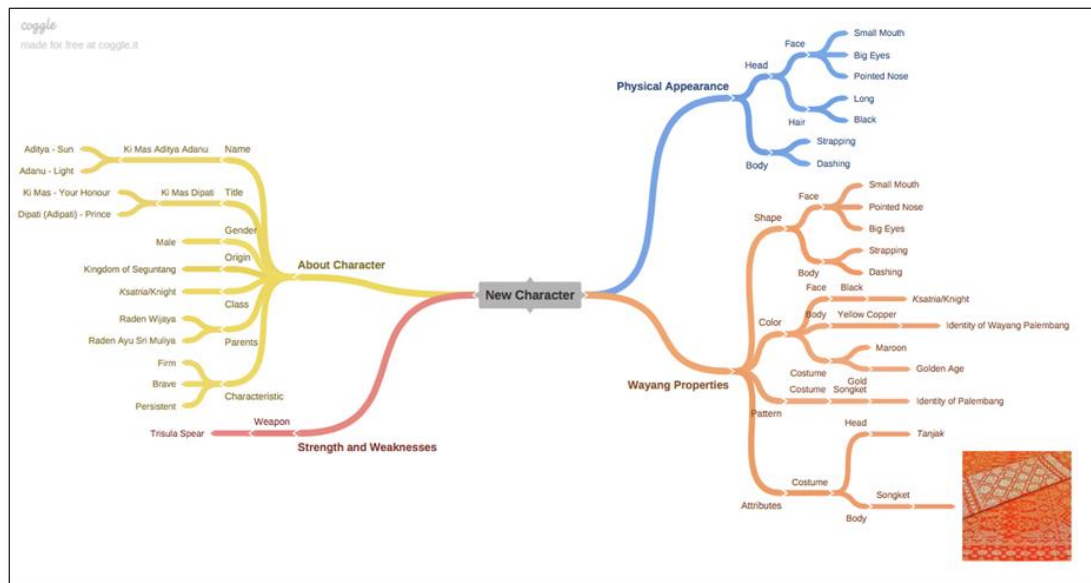 coggle
made for free at coggle.it
New Character
About Character
Name
Ki Mas Aditya Adanu
Aditya - Sun
Adanu - Light
Title
Ki Mas Dipati
Ki Mas - Your Honour
Dipati (Adipati) - Prince
Gender
Male
Origin
Kingdom of Seguntang
Class
Ksatria/Knight
Parents
Raden Wijaya
Raden Ayu Sri Muliya
Characteristic
Firm
Brave
Persistent
Strength and Weaknesses
Weapon
Trisula Spear
Physical Appearance
Head
Face
Small Mouth
Big Eyes
Pointed Nose
Hair
Long
Black
Body
Strapping
Dashing
Wayang Properties
Shape
Face
Small Mouth
Pointed Nose
Big Eyes
Body
Strapping
Dashing
Color
Face
Black
Ksatria/Knight
Body
Yellow Copper
Identity of Wayang Palembang
Costume
Maroon
Gold
Golden Age
Pattern
Costume
Songket
Identity of Palembang
Attributes
Costume
Head
Tanjak
Body
Songket